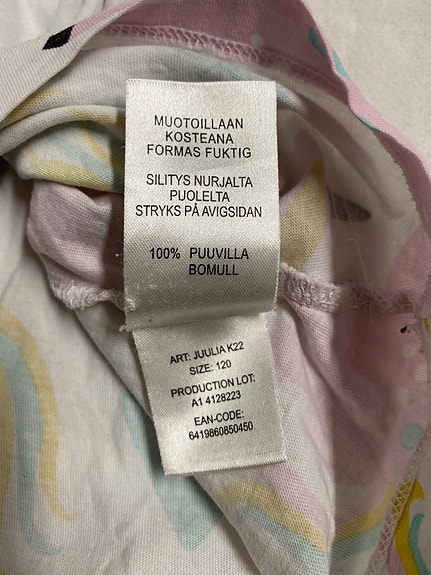 MUOTOILLAAN
KOSTEANA
FORMAS FUKTIG
SILITYS NURJALTA
PUOLELTA
STRYKS PÅ AVIGSIDAN
100% PUUVILLA
BOMULL
ART: JUULIA K22
SIZE: 120
PRODUCTION LOT:
A1 4128223
EAN-CODE:
6419860850450